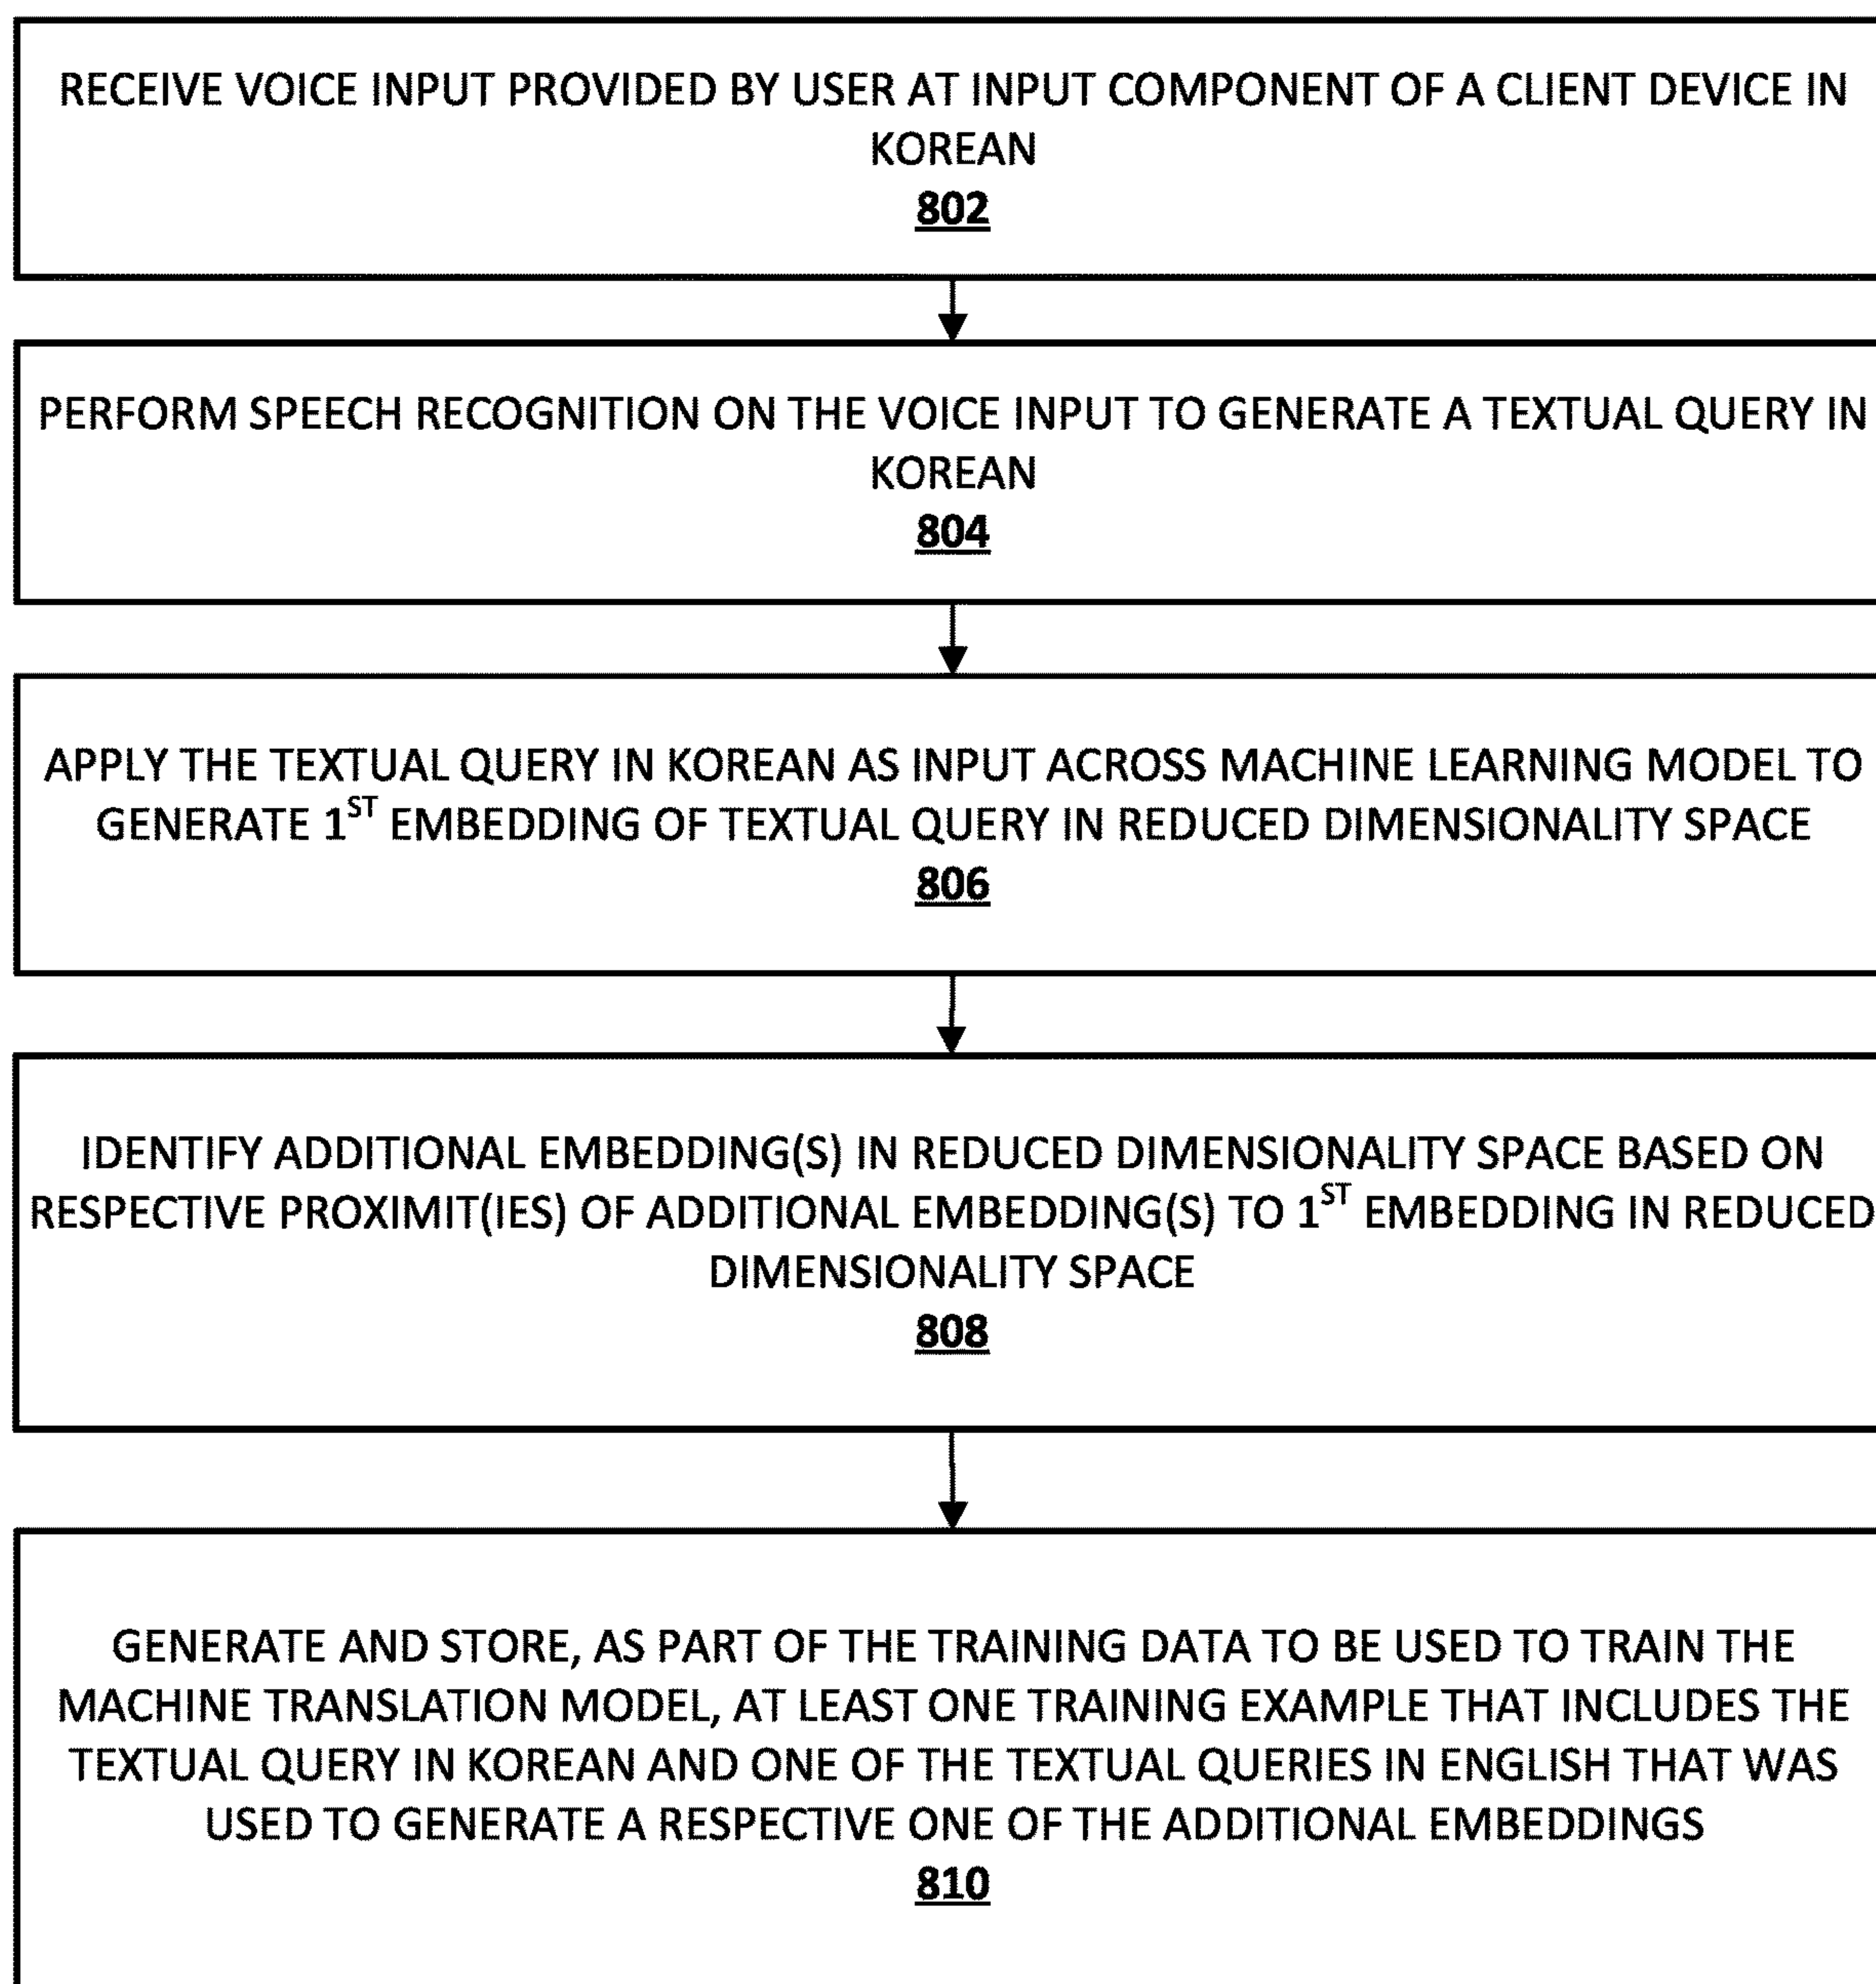 RECEIVE VOICE INPUT PROVIDED BY USER AT INPUT COMPONENT OF A CLIENT DEVICE IN
KOREAN
802
PERFORM SPEECH RECOGNITION ON THE VOICE INPUT TO GENERATE A TEXTUAL QUERY IN
KOREAN
804
APPLY THE TEXTUAL QUERY IN KOREAN AS INPUT ACROSS MACHINE LEARNING MODEL TO
GENERATE 1ST EMBEDDING OF TEXTUAL QUERY IN REDUCED DIMENSIONALITY SPACE
806
IDENTIFY ADDITIONAL EMBEDDING(S) IN REDUCED DIMENSIONALITY SPACE BASED ON
RESPECTIVE PROXIMIT(IES) OF ADDITIONAL EMBEDDING(S) TO 1ST EMBEDDING IN REDUCED
DIMENSIONALITY SPACE
808
GENERATE AND STORE, AS PART OF THE TRAINING DATA TO BE USED TO TRAIN THE
MACHINE TRANSLATION MODEL, AT LEAST ONE TRAINING EXAMPLE THAT INCLUDES THE
TEXTUAL QUERY IN KOREAN AND ONE OF THE TEXTUAL QUERIES IN ENGLISH THAT WAS
USED TO GENERATE A RESPECTIVE ONE OF THE ADDITIONAL EMBEDDINGS
810